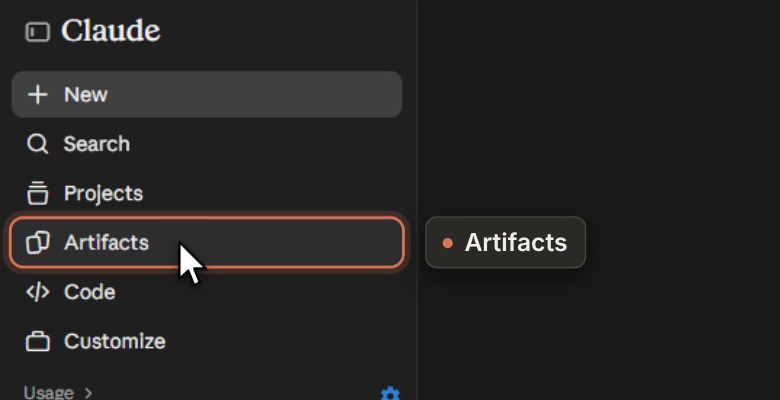 Claude
New
Search
Projects
Artifacts
Artifacts
Code
Customize
Usage